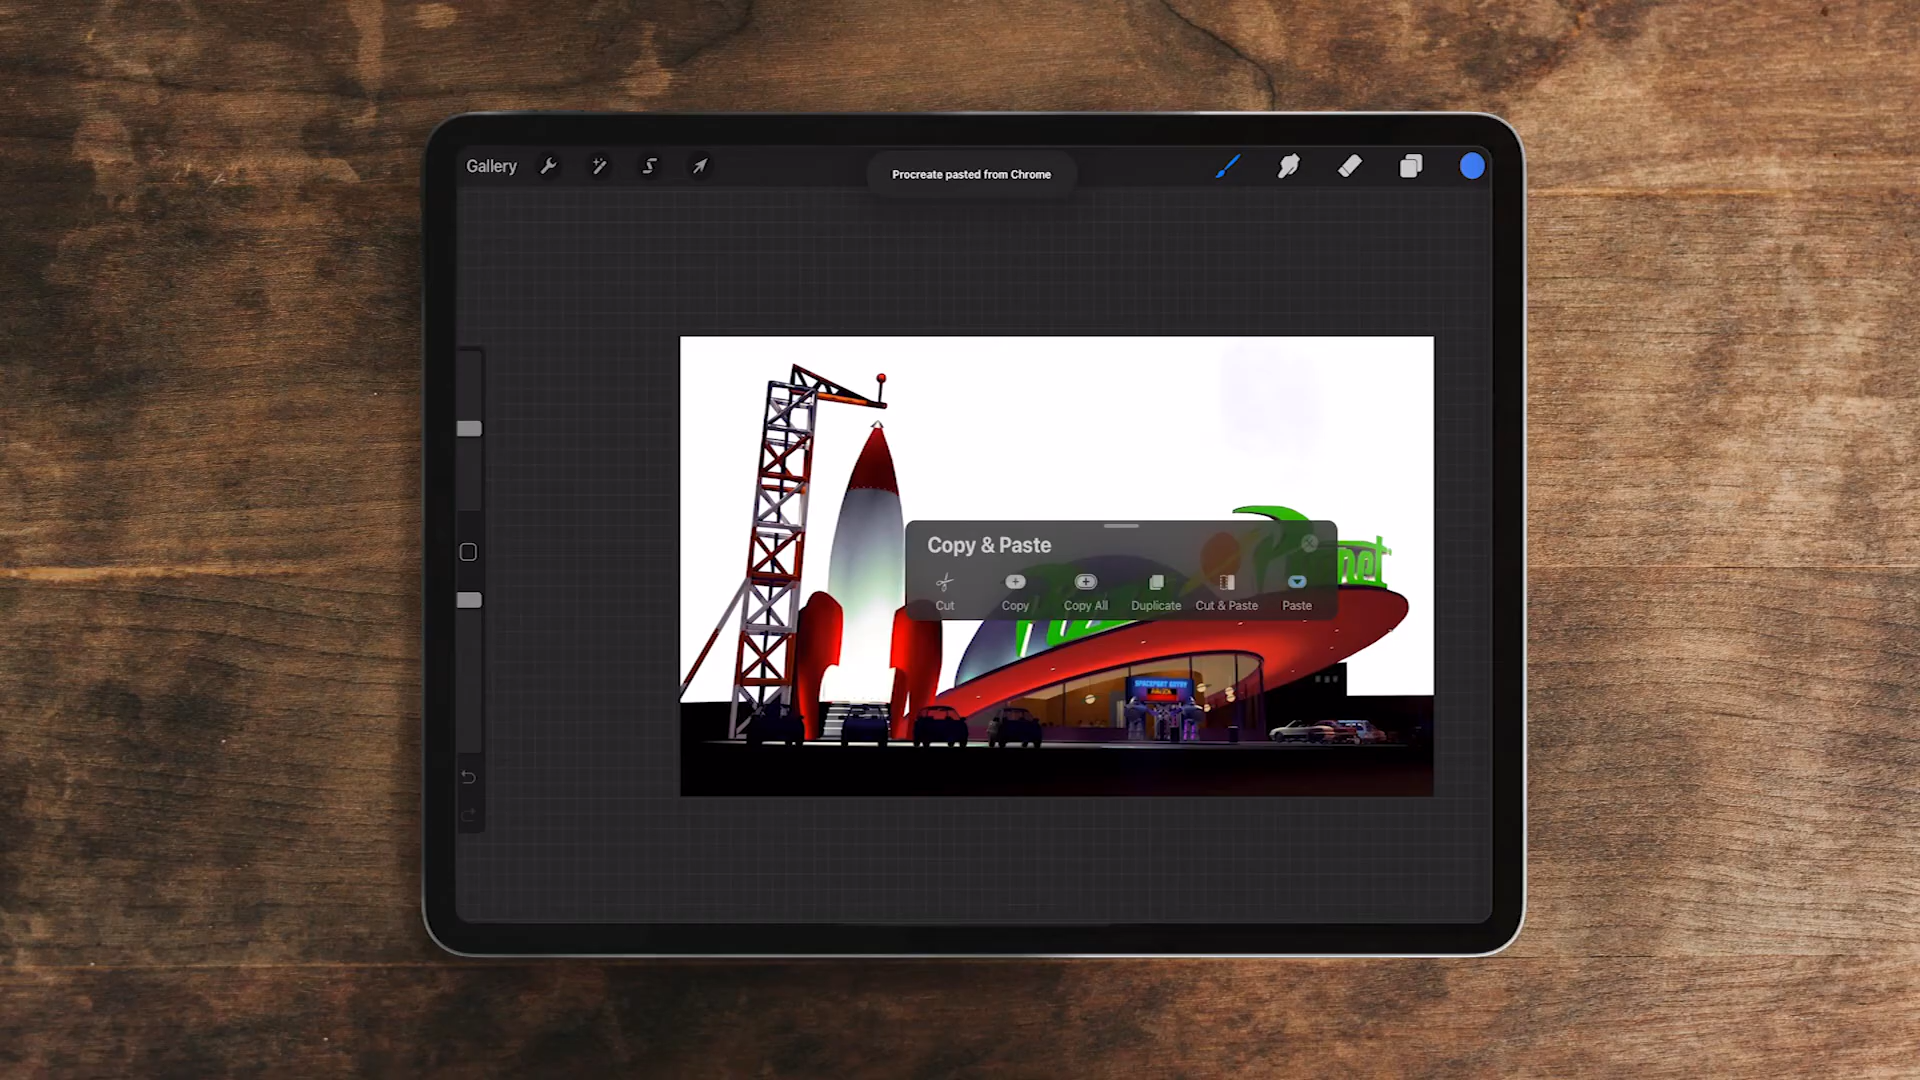 Gallery
Procreate pasted from Chrome
Copy & Paste
Cut
Copy
Copy All
Duplicate
Cut & Paste
Paste